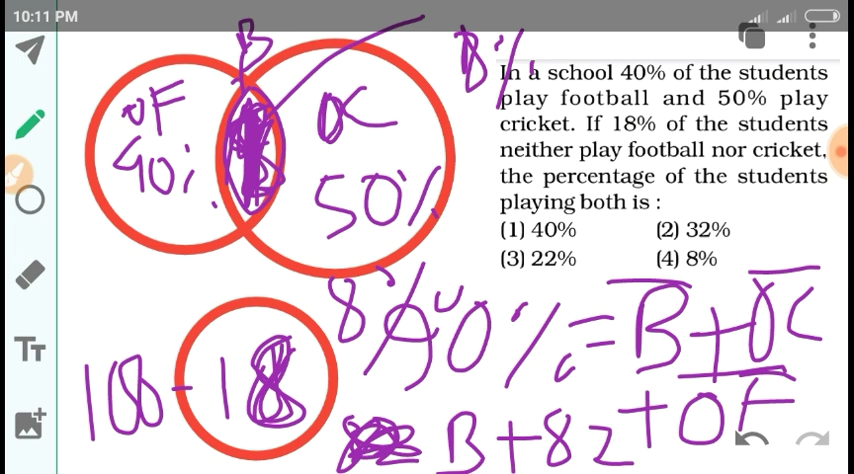 10:11 PM
B
8%
OF
OC
40%
50%
In a school 40% of the students
play football and 50% play
cricket. If 18% of the students
neither play football nor cricket,
the percentage of the students
playing both is :
(1) 40% (2) 32%
(3) 22% (4) 8%
= B + OC
100 - 18
+ OF
B + 82
TT